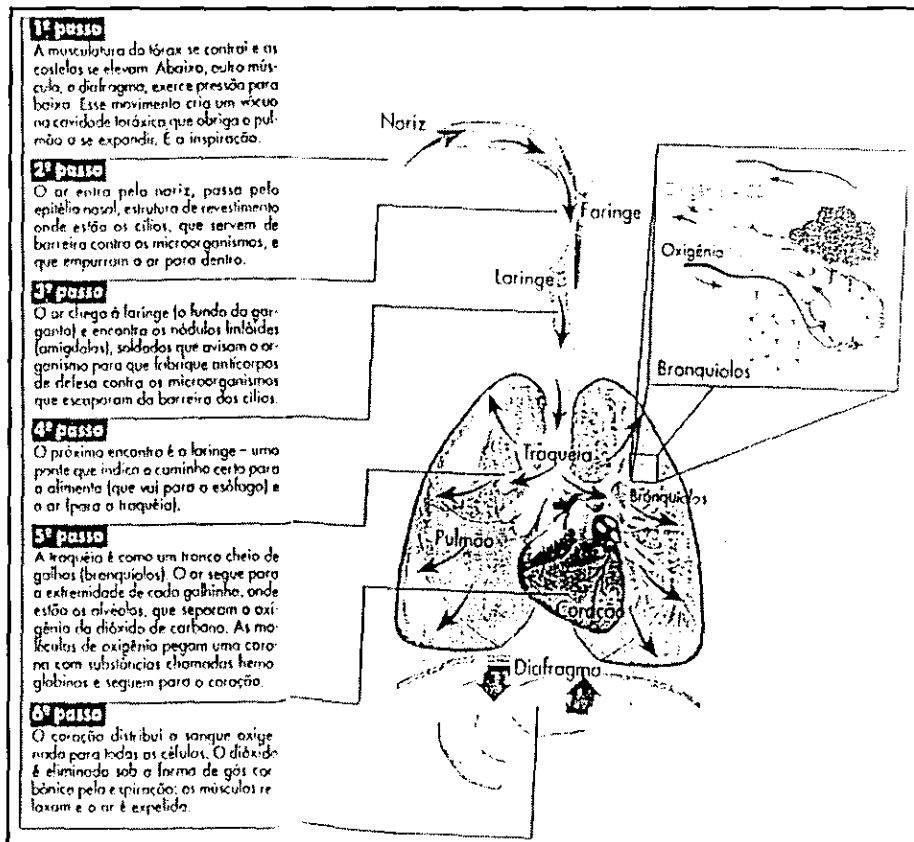 1º passo
A musculatura do tórax se contrai e as
costelas se elevam. Abaixo, outro mús-
culo, o diafragma, exerce pressão para
baixo. Esse movimento cria um vácuo
na cavidade toráxica que obriga o pul-
mão a se expandir. É a inspiração.
2º passo
O ar entra pelo nariz, passa pelo
epitélio nasal, estrutura de revestimento
onde estão os cílios, que servem de
barreira contra os microorganismos, e
que empurram o ar para dentro.
3º passo
O ar chega à faringe (o fundo da gar-
ganta) e encontra os nódulos linfóides
(amígdalas), soldados que avisam o or-
ganismo para que fabrique anticorpos
de defesa contra os microorganismos
que escaparam da barreira dos cílios.
4º passo
O próximo encontro é a laringe – uma
ponte que indica o caminho certo para
o alimento (que vai para o esôfago) e
o ar (para a traquéia).
5º passo
A traquéia é como um tronco cheio de
galhos (bronquíolos). O ar segue para
a extremidade de cada galhinho, onde
estão os alvéolos, que separam o oxi-
gênio do dióxido de carbono. As mo-
léculas de oxigênio pegam uma caro-
na com substâncias chamadas hemo
globinas e seguem para o coração.
6º passo
O coração distribui o sangue oxige
nado para todas as células. O dióxido
é eliminado sob a forma de gás car
bônico pela expiração: os músculos re
laxam e o ar é expelido.
Nariz
Faringe
Laringe
Traquéia
Bronquíolos
Pulmão
Coração
Diafragma
Oxigênio
Bronquíolos